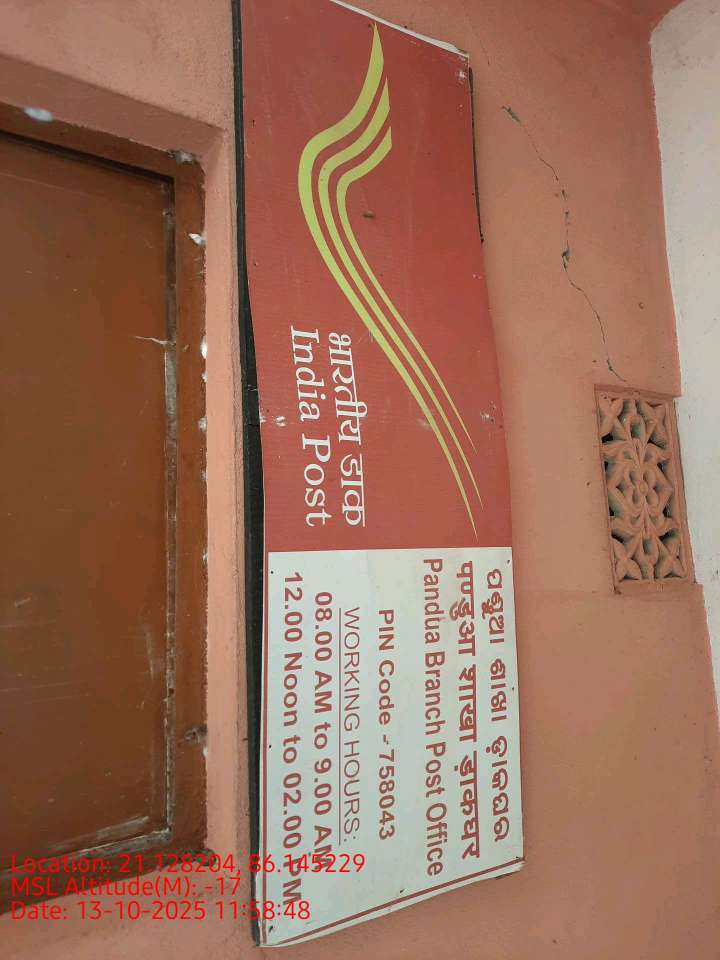 भारतीय डाक
India Post
ପଣ୍ଡୁଆ ଶାଖା ଡ଼ାକଘର
पण्डुआ शाखा ड़ाकघर
Pandua Branch Post Office
PIN Code - 758043
WORKING HOURS:
08.00 AM to 9.00 AM
12.00 Noon to 02.00 PM
Location: 21.128204, 86.145229
MSL Altitude(M): -17
Date: 13-10-2025 11:58:48